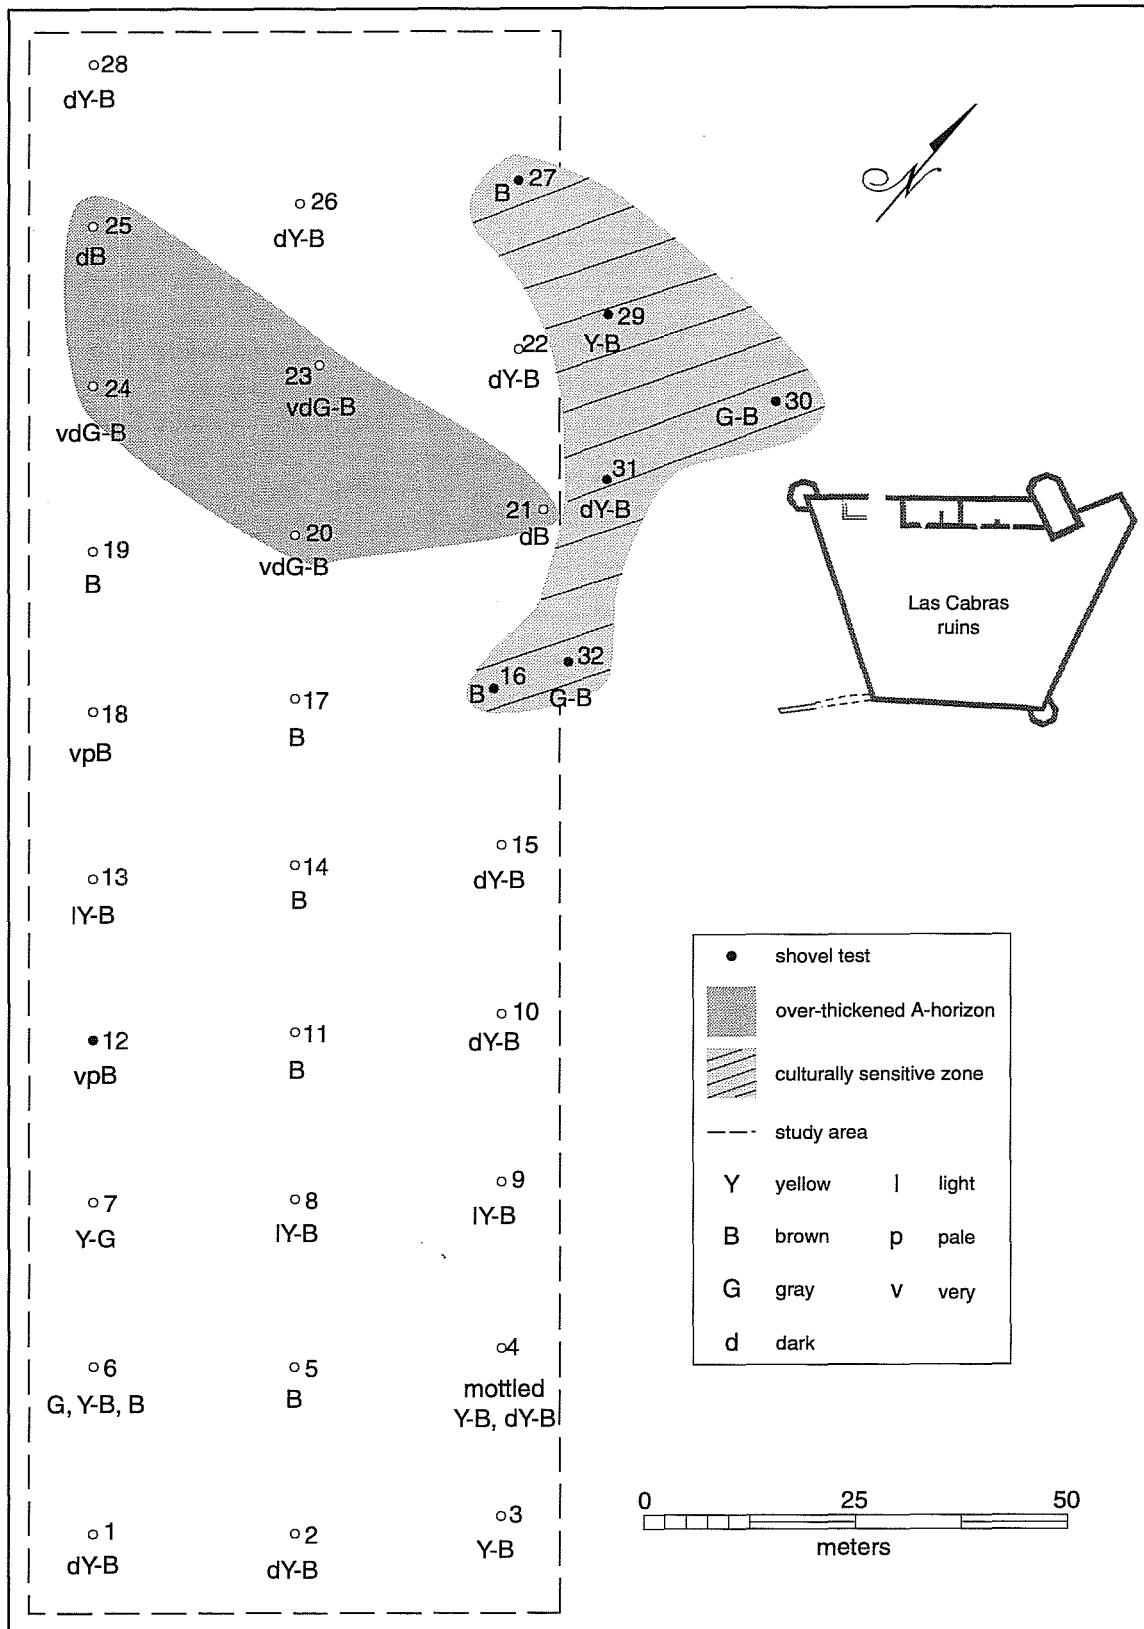 28
dY-B
27
B
26
dY-B
25
dB
29
Y-B
22
dY-B
23
vdG-B
24
vdG-B
30
G-B
31
dY-B
21
dB
20
vdG-B
19
B
Las Cabras
ruins
32
G-B
16
B
17
B
18
vpB
15
dY-B
14
B
13
lY-B
10
dY-B
11
B
12
vpB
9
lY-B
8
lY-B
7
Y-G
4
mottled
Y-B, dY-B
5
B
6
G, Y-B, B
3
Y-B
2
dY-B
1
dY-B
N
shovel test
over-thickened A-horizon
culturally sensitive zone
study area
Y yellow l light
B brown p pale
G gray v very
d dark
0 25 50
meters